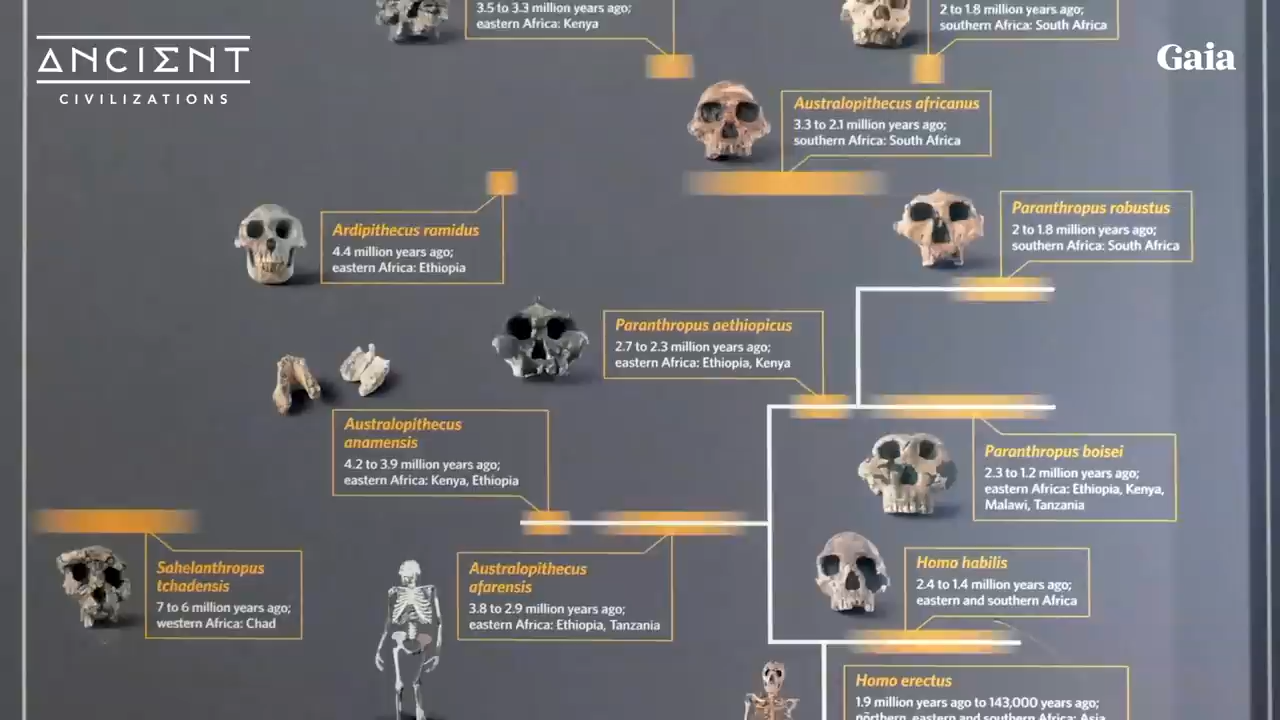 ANCIENT
CIVILIZATIONS
Gaia
3.5 to 3.3 million years ago;
eastern Africa: Kenya
2 to 1.8 million years ago;
southern Africa: South Africa
Australopithecus africanus
3.3 to 2.1 million years ago;
southern Africa: South Africa
Paranthropus robustus
2 to 1.8 million years ago;
southern Africa: South Africa
Ardipithecus ramidus
4.4 million years ago;
eastern Africa: Ethiopia
Paranthropus aethiopicus
2.7 to 2.3 million years ago;
eastern Africa: Ethiopia, Kenya
Australopithecus
anamensis
4.2 to 3.9 million years ago;
eastern Africa: Kenya, Ethiopia
Paranthropus boisei
2.3 to 1.2 million years ago;
eastern Africa: Ethiopia, Kenya,
Malawi, Tanzania
Sahelanthropus
tchadensis
7 to 6 million years ago;
western Africa: Chad
Australopithecus
afarensis
3.8 to 2.9 million years ago;
eastern Africa: Ethiopia, Tanzania
Homo habilis
2.4 to 1.4 million years ago;
eastern and southern Africa
Homo erectus
1.9 million years ago to 143,000 years ago;
northern, eastern and southern Africa; Asia